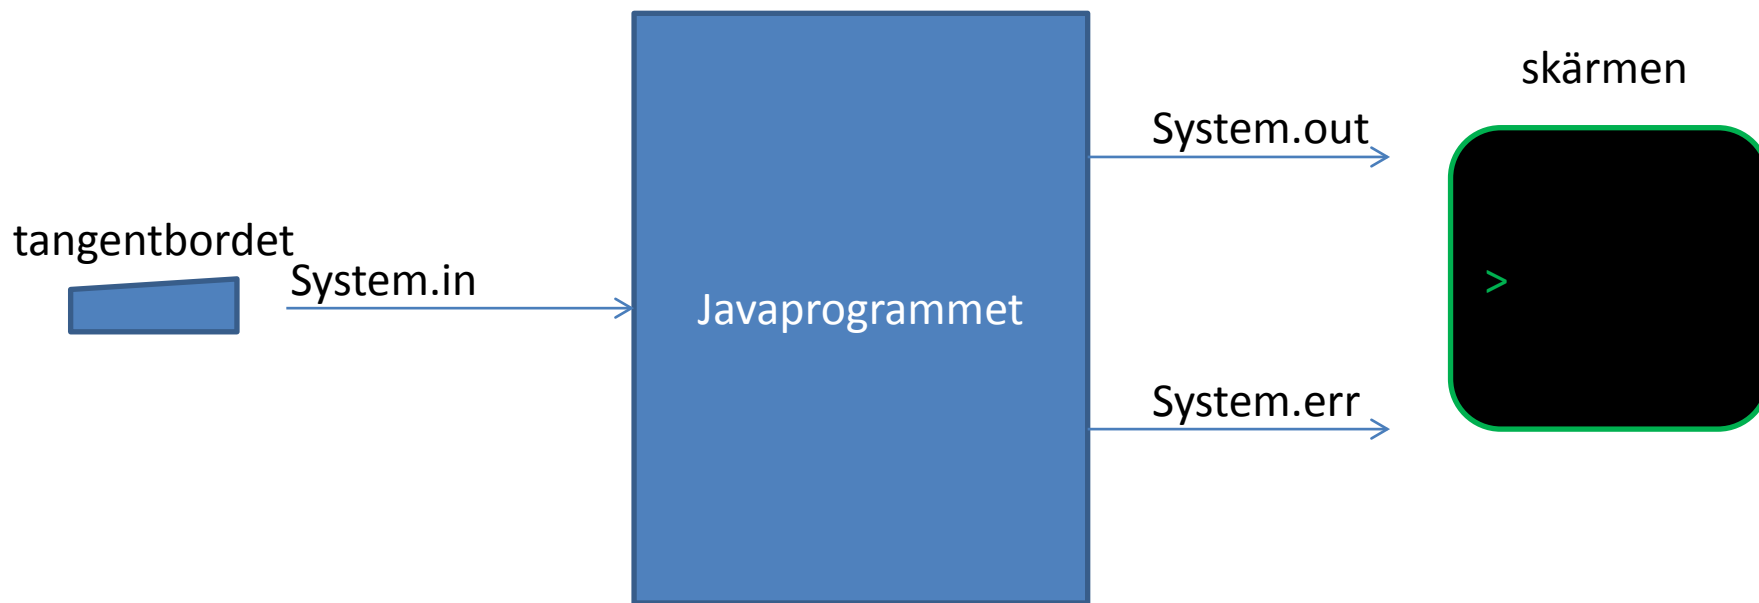 tangentbordet
System.in
Javaprogrammet
System.out
System.err
skärmen
>